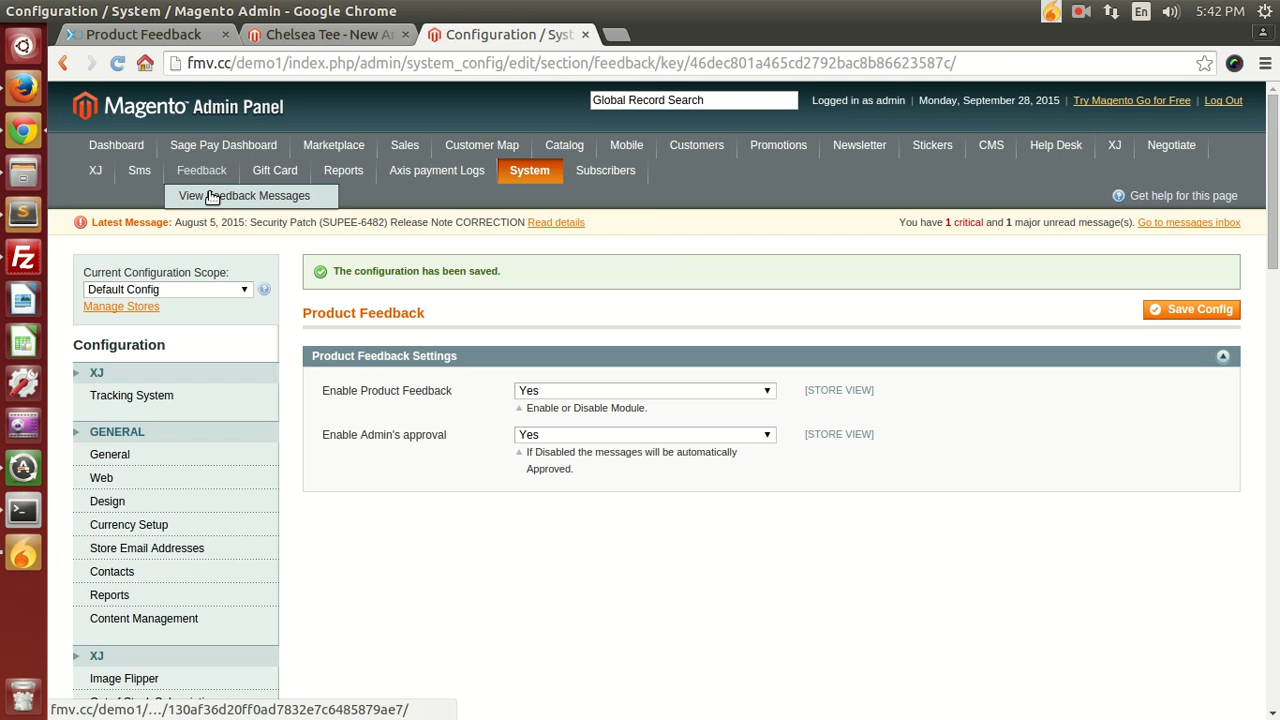 Configuration / System / Magento Admin - Google Chrome
En
5:42 PM
Product Feedback
Chelsea Tee - New Ar
Configuration / Syst
fmv.cc/demo1/index.php/admin/system_config/edit/section/feedback/key/46dec801a465cd2792bac8b86623587c/
Magento Admin Panel
Global Record Search
Logged in as admin | Monday, September 28, 2015 | Try Magento Go for Free | Log Out
Dashboard Sage Pay Dashboard Marketplace Sales Customer Map Catalog Mobile Customers Promotions Newsletter Stickers CMS Help Desk XJ Negotiate
XJ Sms Feedback Gift Card Reports Axis payment Logs System Subscribers
View Feedback Messages
Get help for this page
Latest Message: August 5, 2015: Security Patch (SUPEE-6482) Release Note CORRECTION Read details
You have 1 critical and 1 major unread message(s). Go to messages inbox
Current Configuration Scope:
Default Config
Manage Stores
The configuration has been saved.
Product Feedback
Save Config
Configuration
XJ
Tracking System
GENERAL
General
Web
Design
Currency Setup
Store Email Addresses
Contacts
Reports
Content Management
XJ
Image Flipper
Product Feedback Settings
Enable Product Feedback
Yes
[STORE VIEW]
Enable or Disable Module.
Enable Admin's approval
Yes
[STORE VIEW]
If Disabled the messages will be automatically
Approved.
fmv.cc/demo1/…/130af36d20ff0ad7832e7c6485879ae7/